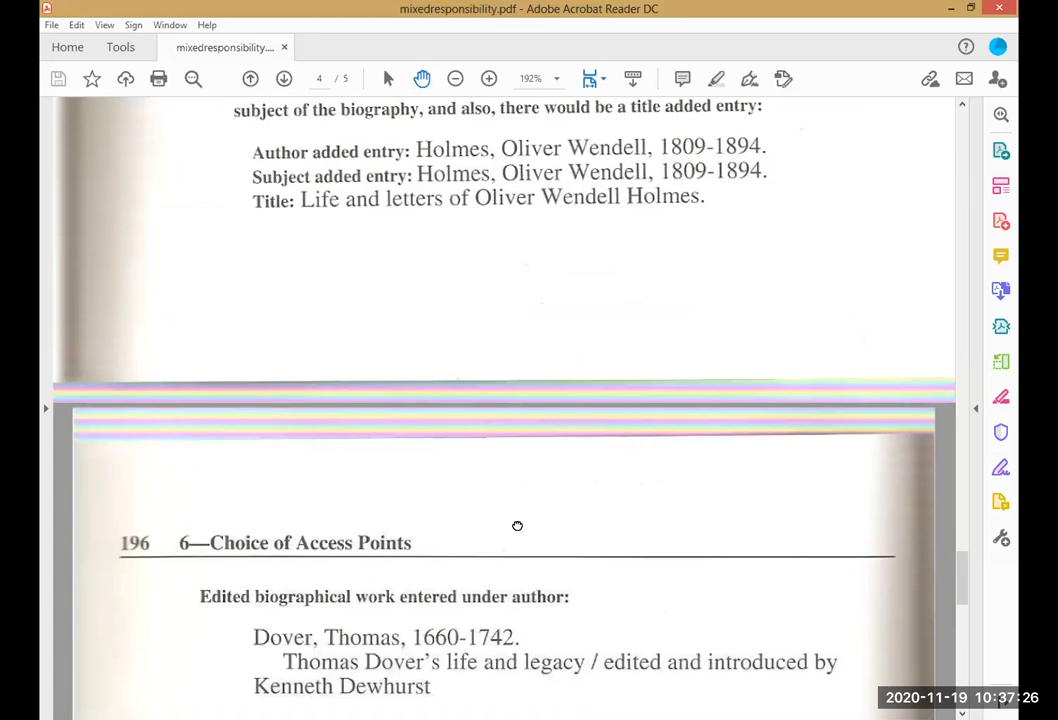 mixedresponsibility.pdf - Adobe Acrobat Reader DC
File Edit View Sign Window Help
Home Tools mixedresponsibility.... ×
4 / 5 192%
subject of the biography, and also, there would be a title added entry:
Author added entry: Holmes, Oliver Wendell, 1809-1894.
Subject added entry: Holmes, Oliver Wendell, 1809-1894.
Title: Life and letters of Oliver Wendell Holmes.
196 6—Choice of Access Points
Edited biographical work entered under author:
Dover, Thomas, 1660-1742.
Thomas Dover's life and legacy / edited and introduced by
Kenneth Dewhurst
2020-11-19 10:37:26